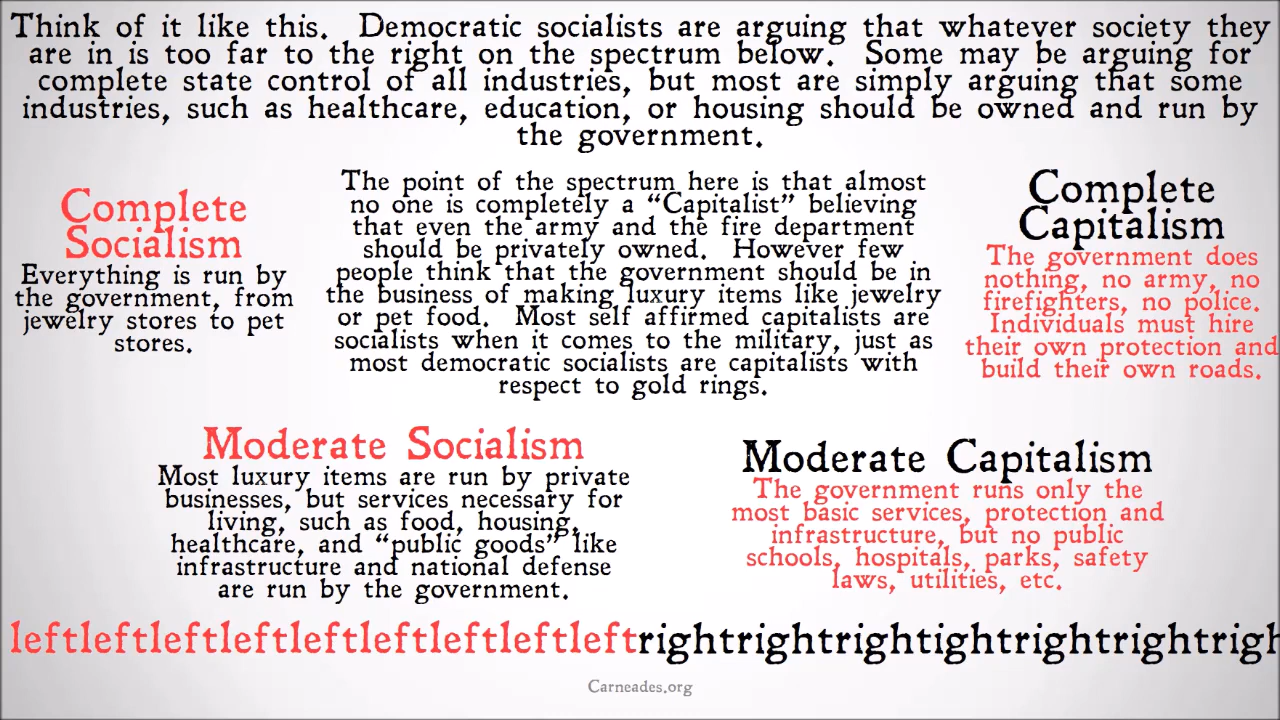 Think of it like this.  Democratic socialists are arguing that whatever society they
are in is too far to the right on the spectrum below.  Some may be arguing for
complete state control of all industries, but most are simply arguing that some
industries, such as healthcare, education, or housing should be owned and run by
the government.
Complete
Socialism
Everything is run by
the government, from
jewelry stores to pet
stores.
The point of the spectrum here is that almost
no one is completely a “Capitalist” believing
that even the army and the fire department
should be privately owned.  However few
people think that the government should be in
the business of making luxury items like jewelry
or pet food.  Most self affirmed capitalists are
socialists when it comes to the military, just as
most democratic socialists are capitalists with
respect to gold rings.
Complete
Capitalism
The government does
nothing, no army, no
firefighters, no police.
Individuals must hire
their own protection and
build their own roads.
Moderate Socialism
Most luxury items are run by private
businesses, but services necessary for
living, such as food, housing,
healthcare, and “public goods” like
infrastructure and national defense
are run by the government.
Moderate Capitalism
The government runs only the
most basic services, protection and
infrastructure, but no public
schools, hospitals, parks, safety
laws, utilities, etc.
leftleftleftleftleftleftleftleftleftrightrightrightightrightrightrigh
Carneades.org